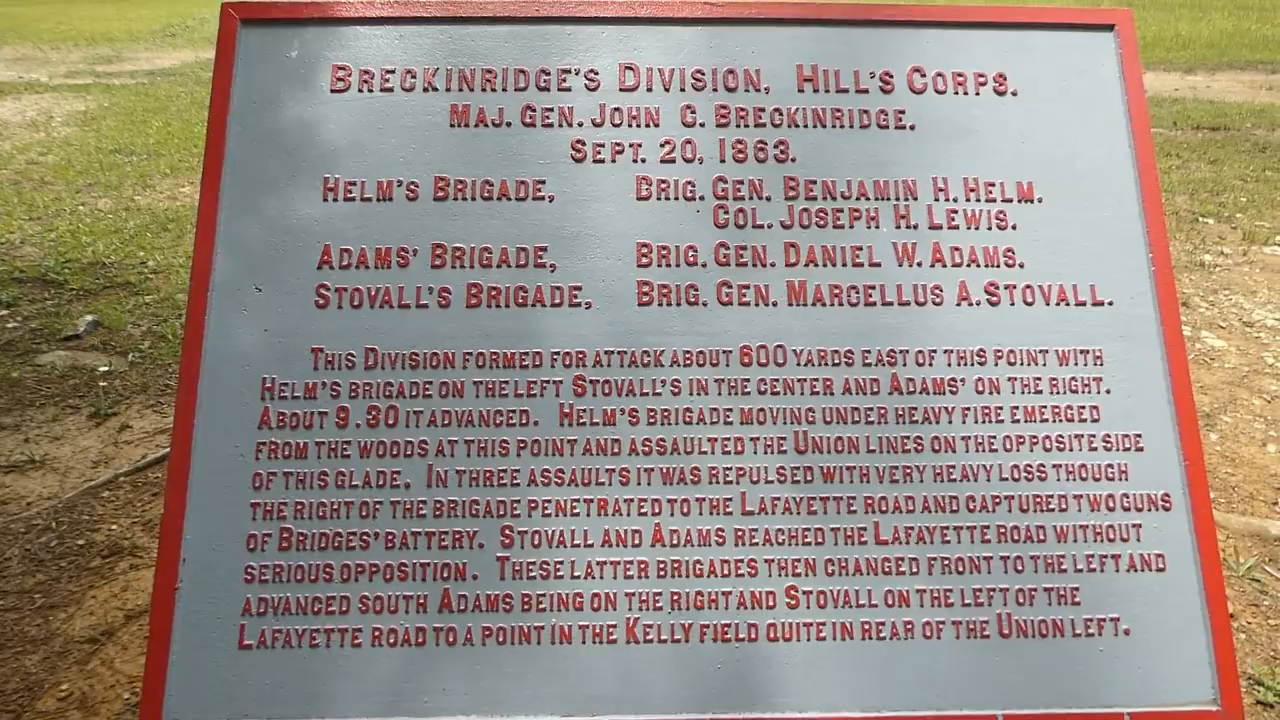 BRECKINRIDGE'S DIVISION, HILL'S CORPS.
MAJ. GEN. JOHN C. BRECKINRIDGE.
SEPT. 20, 1863.
HELM'S BRIGADE, BRIG. GEN. BENJAMIN H. HELM.
COL. JOSEPH H. LEWIS.
ADAMS' BRIGADE, BRIG. GEN. DANIEL W. ADAMS.
STOVALL'S BRIGADE, BRIG. GEN. MARCELLUS A. STOVALL.
THIS DIVISION FORMED FOR ATTACK ABOUT 600 YARDS EAST OF THIS POINT WITH
HELM'S BRIGADE ON THE LEFT STOVALL'S IN THE CENTER AND ADAMS' ON THE RIGHT.
ABOUT 9.30 IT ADVANCED. HELM'S BRIGADE MOVING UNDER HEAVY FIRE EMERGED
FROM THE WOODS AT THIS POINT AND ASSAULTED THE UNION LINES ON THE OPPOSITE SIDE
OF THIS GLADE. IN THREE ASSAULTS IT WAS REPULSED WITH VERY HEAVY LOSS THOUGH
THE RIGHT OF THE BRIGADE PENETRATED TO THE LAFAYETTE ROAD AND CAPTURED TWO GUNS
OF BRIDGES' BATTERY. STOVALL AND ADAMS REACHED THE LAFAYETTE ROAD WITHOUT
SERIOUS OPPOSITION. THESE LATTER BRIGADES THEN CHANGED FRONT TO THE LEFT AND
ADVANCED SOUTH ADAMS BEING ON THE RIGHT AND STOVALL ON THE LEFT OF THE
LAFAYETTE ROAD TO A POINT IN THE KELLY FIELD QUITE IN REAR OF THE UNION LEFT.